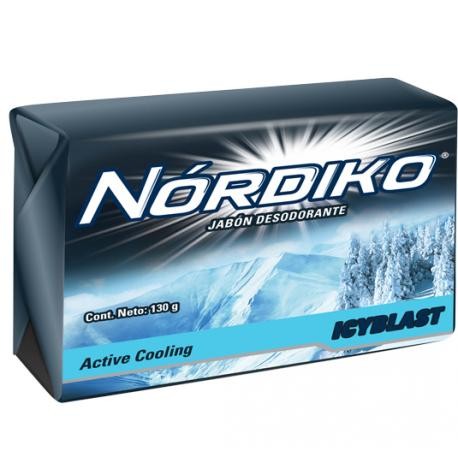 NÓRDIKO®
JABÓN DESODORANTE
Cont. Neto: 130 g
ICYBLAST
Active Cooling